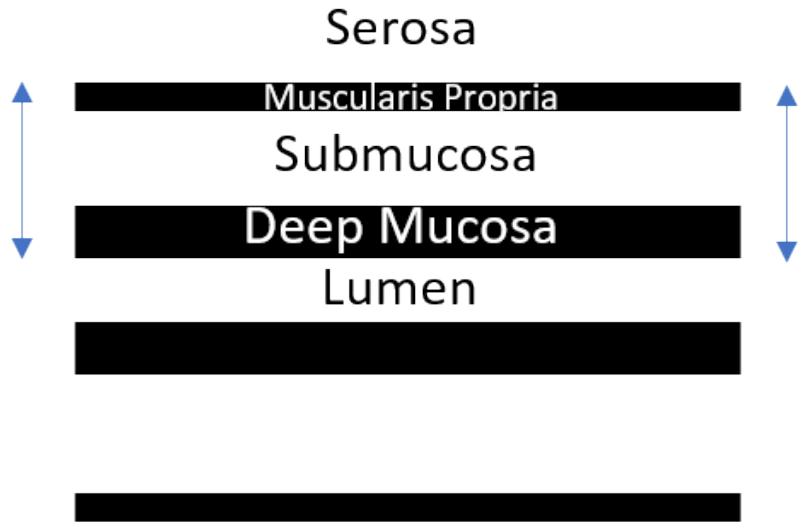 Serosa
Muscularis Propria
Submucosa
Deep Mucosa
Lumen